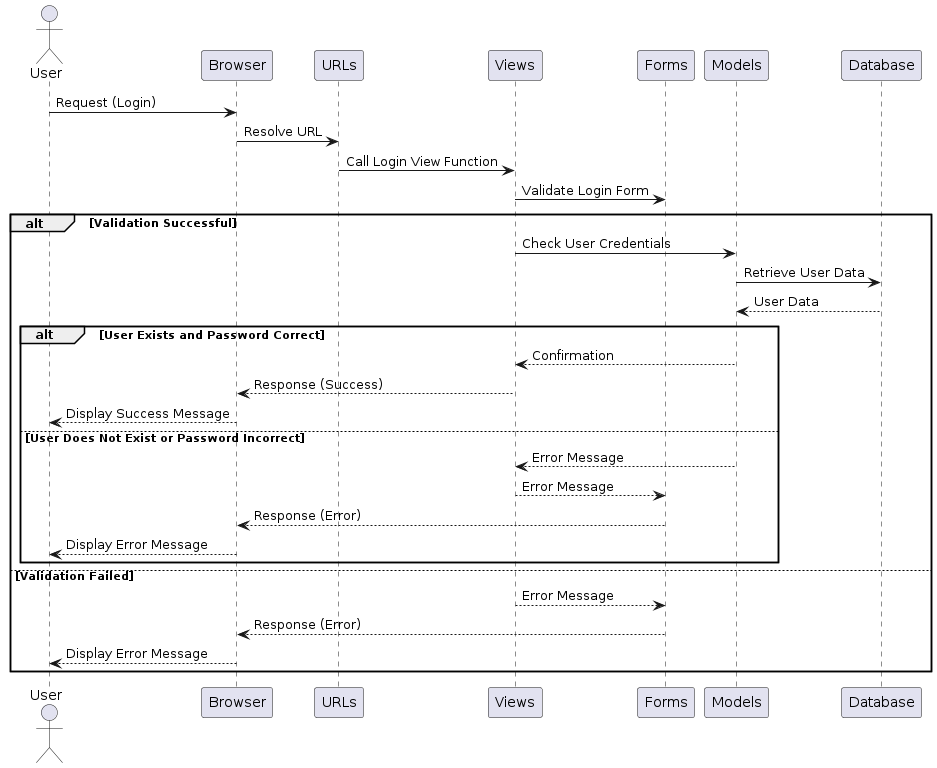 User
Browser
URLs
Views
Forms
Models
Database
Request (Login)
Resolve URL
Call Login View Function
Validate Login Form
alt
[Validation Successful]
Check User Credentials
Retrieve User Data
User Data
alt
[User Exists and Password Correct]
Confirmation
Response (Success)
Display Success Message
[User Does Not Exist or Password Incorrect]
Error Message
Error Message
Response (Error)
Display Error Message
[Validation Failed]
Error Message
Response (Error)
Display Error Message
User
Browser
URLs
Views
Forms
Models
Database